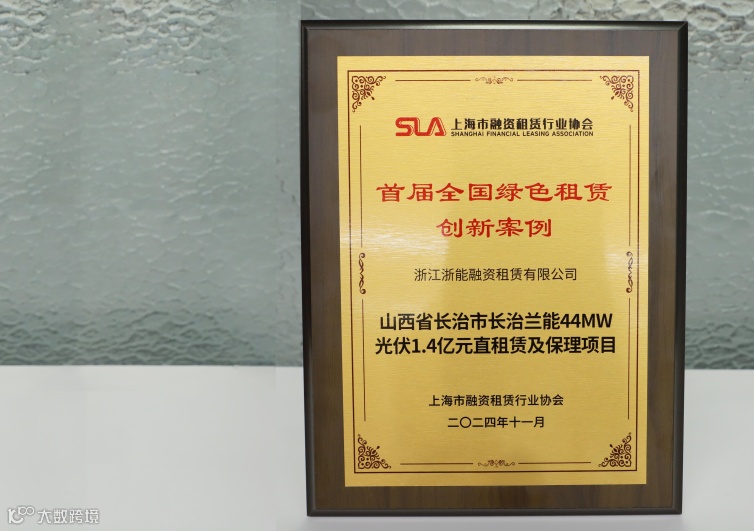 SLA 上海市融资租赁行业协会
SHANGHAI FINANCIAL LEASING ASSOCIATION
首届全国绿色租赁
创新案例
浙江浙能融资租赁有限公司
山西省长治市长治兰能44MW
光伏1.4亿元直租赁及保理项目
上海市融资租赁行业协会
二〇二四年十一月
大数跨境